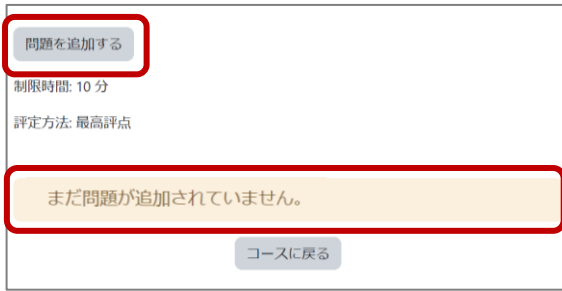 問題を追加する
制限時間: 10 分
評定方法: 最高評点
まだ問題が追加されていません。
コースに戻る